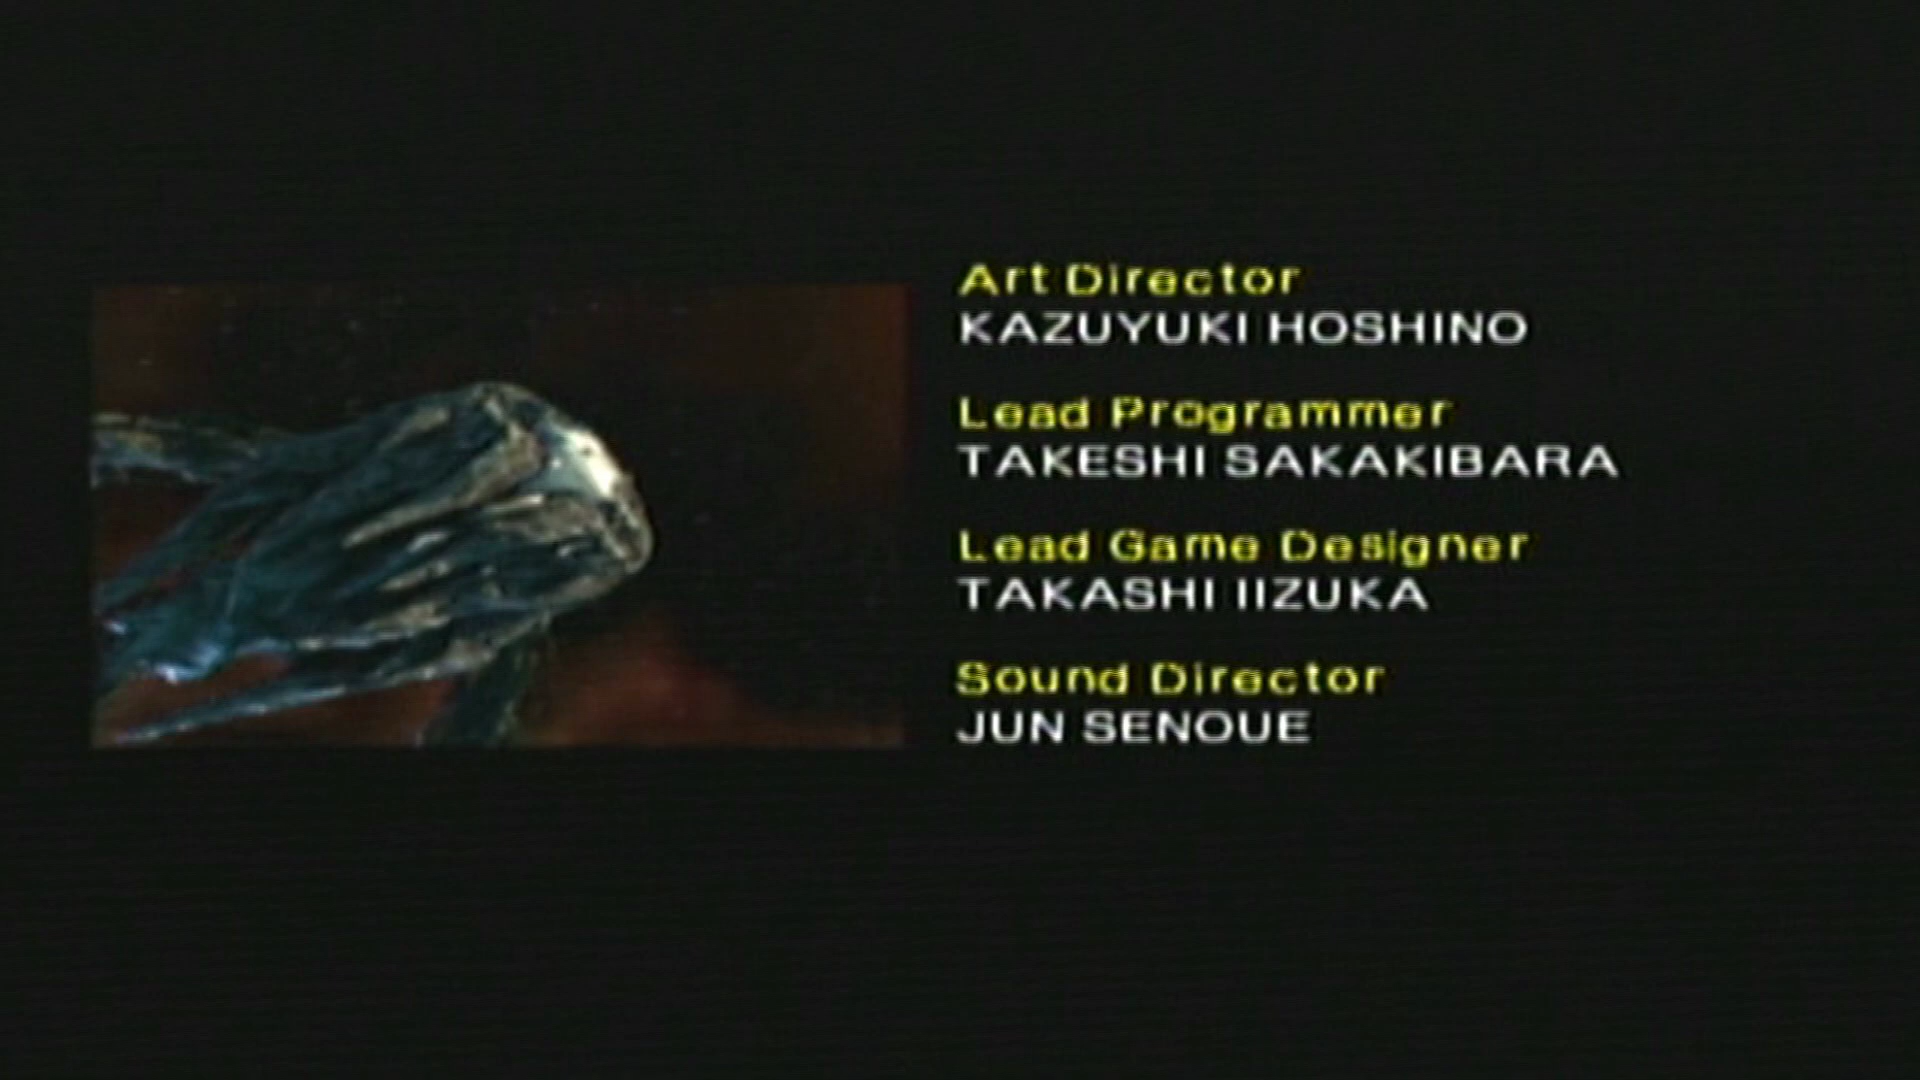 Art Director
KAZUYUKI HOSHINO
Lead Programmer
TAKESHI SAKAKIBARA
Lead Game Designer
TAKASHI IIZUKA
Sound Director
JUN SENOUE